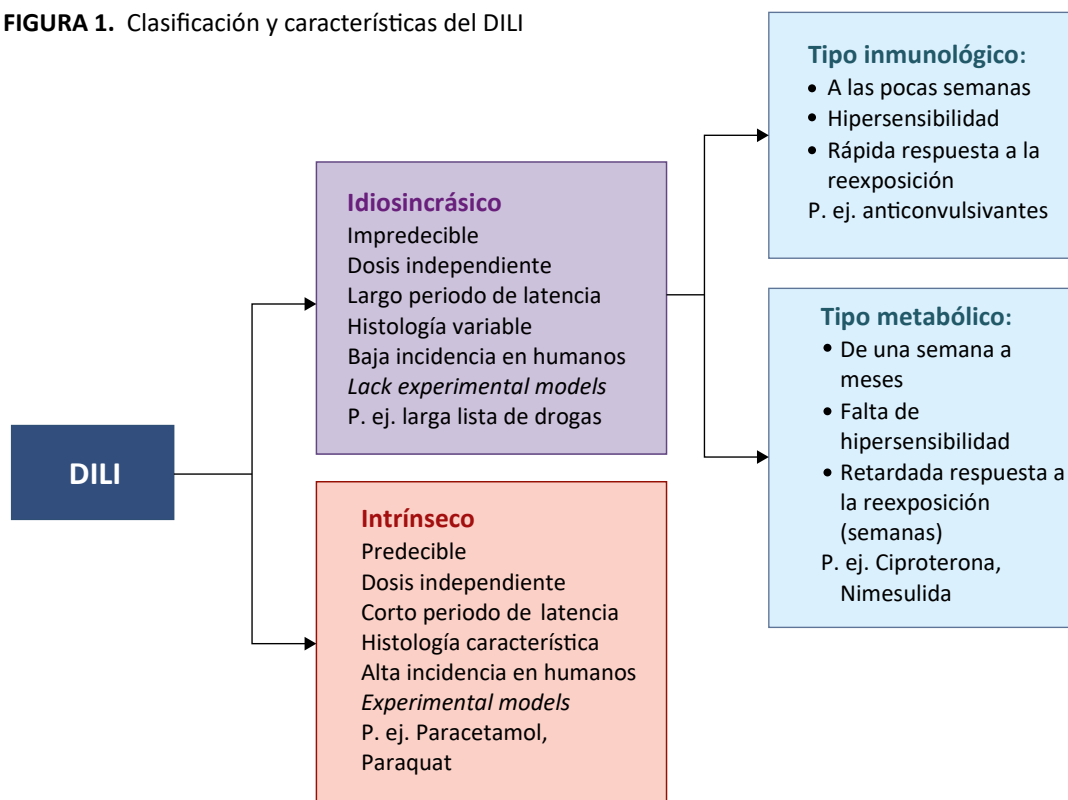 FIGURA 1. Clasificación y características del DILI
DILI
Idiosincrásico
Impredecible
Dosis independiente
Largo periodo de latencia
Histología variable
Baja incidencia en humanos
Lack experimental models
P. ej. larga lista de drogas
Intrínseco
Predecible
Dosis independiente
Corto periodo de latencia
Histología característica
Alta incidencia en humanos
Experimental models
P. ej. Paracetamol,
Paraquat
Tipo inmunológico:
• A las pocas semanas
• Hipersensibilidad
• Rápida respuesta a la
reexposición
P. ej. anticonvulsivantes
Tipo metabólico:
• De una semana a
meses
• Falta de
hipersensibilidad
• Retardada respuesta a
la reexposición
(semanas)
P. ej. Ciproterona,
Nimesulida